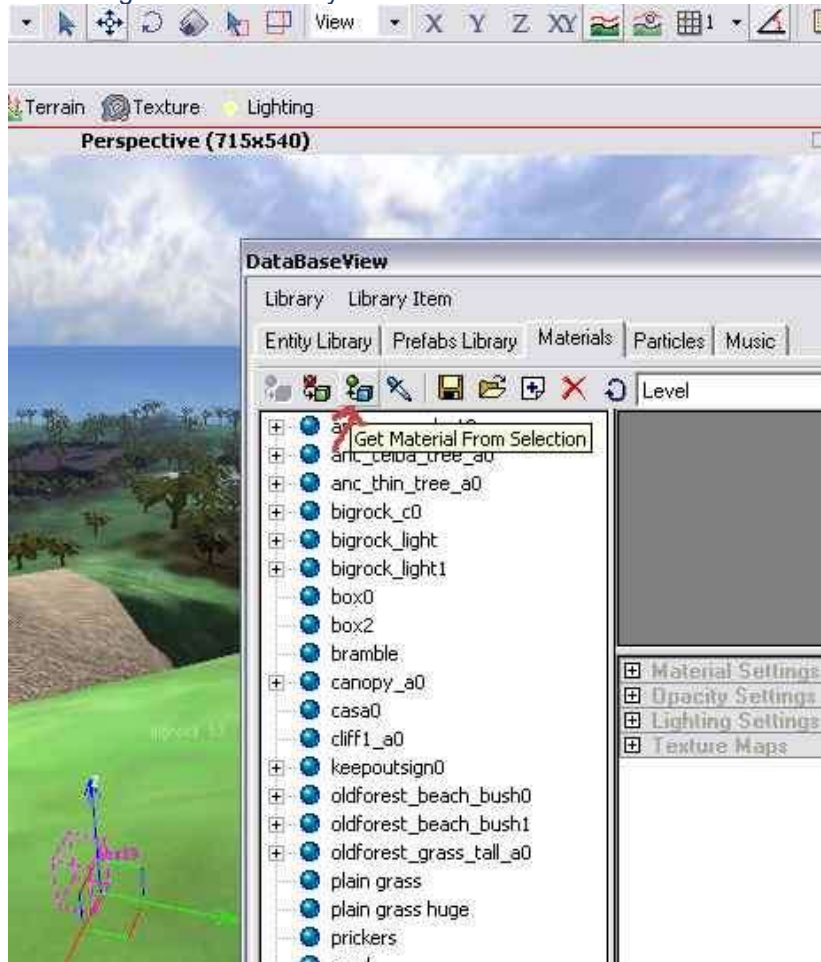 View X Y Z XY 1
Terrain Texture Lighting
Perspective (715x540)
DataBaseView
Library Library Item
Entity Library Prefabs Library Materials Particles Music
Level
Get Material From Selection
anc_ceiba_tree_a0
anc_thin_tree_a0
bigrock_c0
bigrock_light
bigrock_light1
box0
box2
bramble
canopy_a0
casa0
cliff1_a0
keepoutsign0
oldforest_beach_bush0
oldforest_beach_bush1
oldforest_grass_tall_a0
plain grass
plain grass huge
prickers
Material Settings
Opacity Settings
Lighting Settings
Texture Maps